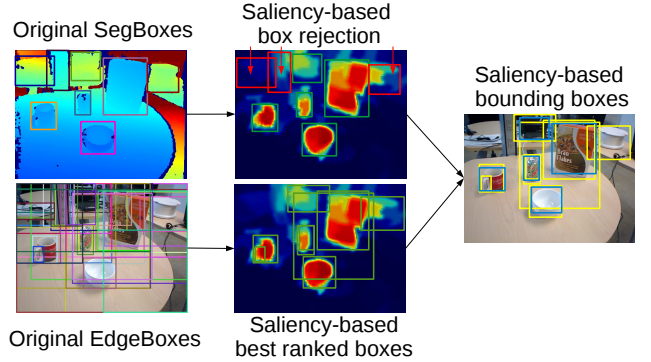 Original SegBoxes
Saliency-based
box rejection
Saliency-based
bounding boxes
Original EdgeBoxes
Saliency-based
best ranked boxes